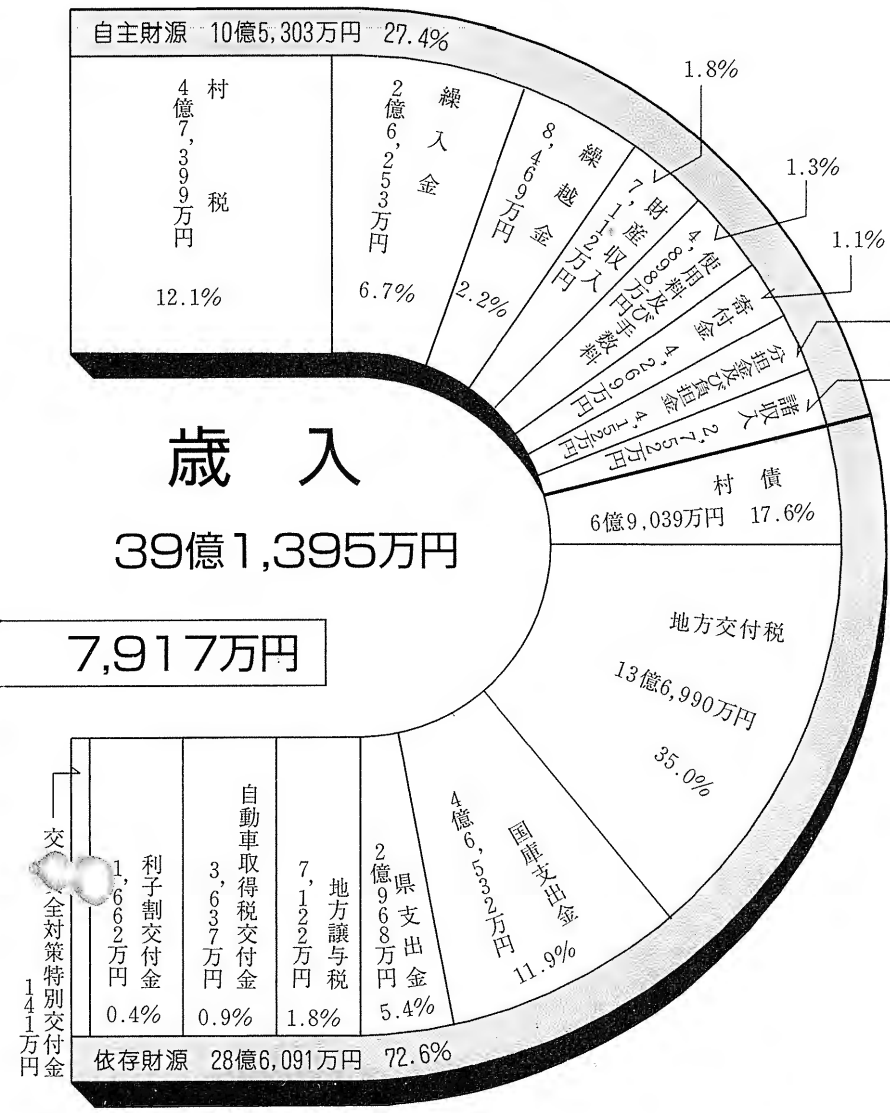 自主財源 10億5,303万円 27.4%
村税
4億7,399万円
12.1%
繰入金
2億6,253万円
6.7%
繰越金
8,469万円
2.2%
財産収入
7,112万円
1.8%
使用料及び手数料
4,898万円
1.3%
寄付金
4,269万円
1.1%
分担金及び負担金
4,152万円
諸収入
2,752万円
村債
6億9,039万円 17.6%
歳入
39億1,395万円
7,917万円
地方交付税
13億6,990万円
35.0%
国庫支出金
4億6,532万円
11.9%
県支出金
2億968万円
5.4%
地方譲与税
7,122万円
1.8%
自動車取得税交付金
3,637万円
0.9%
利子割交付金
1,662万円
0.4%
交 全対策特別交付金
141万円
依存財源 28億6,091万円 72.6%